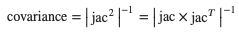 covariance = | jac² |⁻¹ = | jac × jacᵀ |⁻¹